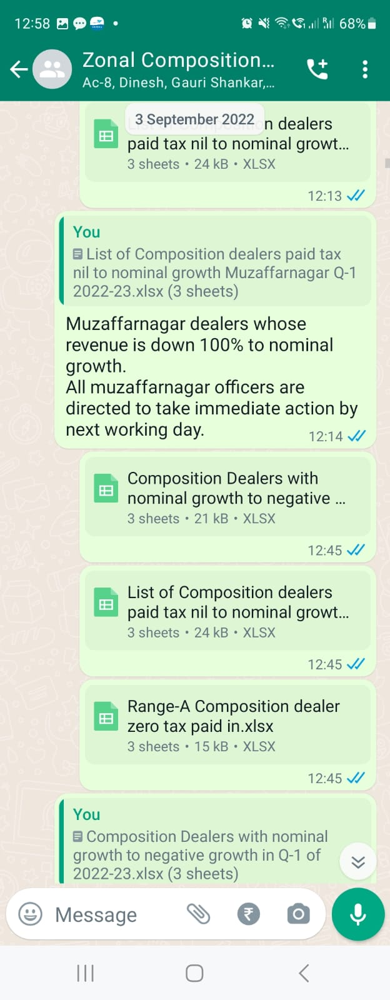 12:58
68%
Zonal Composition...
Ac-8, Dinesh, Gauri Shankar,...
3 September 2022
n dealers
paid tax nil to nominal growt...
3 sheets • 24 kB • XLSX
12:13
You
List of Composition dealers paid tax
nil to nominal growth Muzaffarnagar Q-1
2022-23.xlsx (3 sheets)
Muzaffarnagar dealers whose
revenue is down 100% to nominal
growth.
All muzaffarnagar officers are
directed to take immediate action by
next working day.
12:14
Composition Dealers with
nominal growth to negative ...
3 sheets • 21 kB • XLSX
12:45
List of Composition dealers
paid tax nil to nominal growt...
3 sheets • 24 kB • XLSX
12:45
Range-A Composition dealer
zero tax paid in.xlsx
3 sheets • 15 kB • XLSX
12:45
You
Composition Dealers with nominal
growth to negative growth in Q-1 of
2022-23.xlsx (3 sheets)
Message